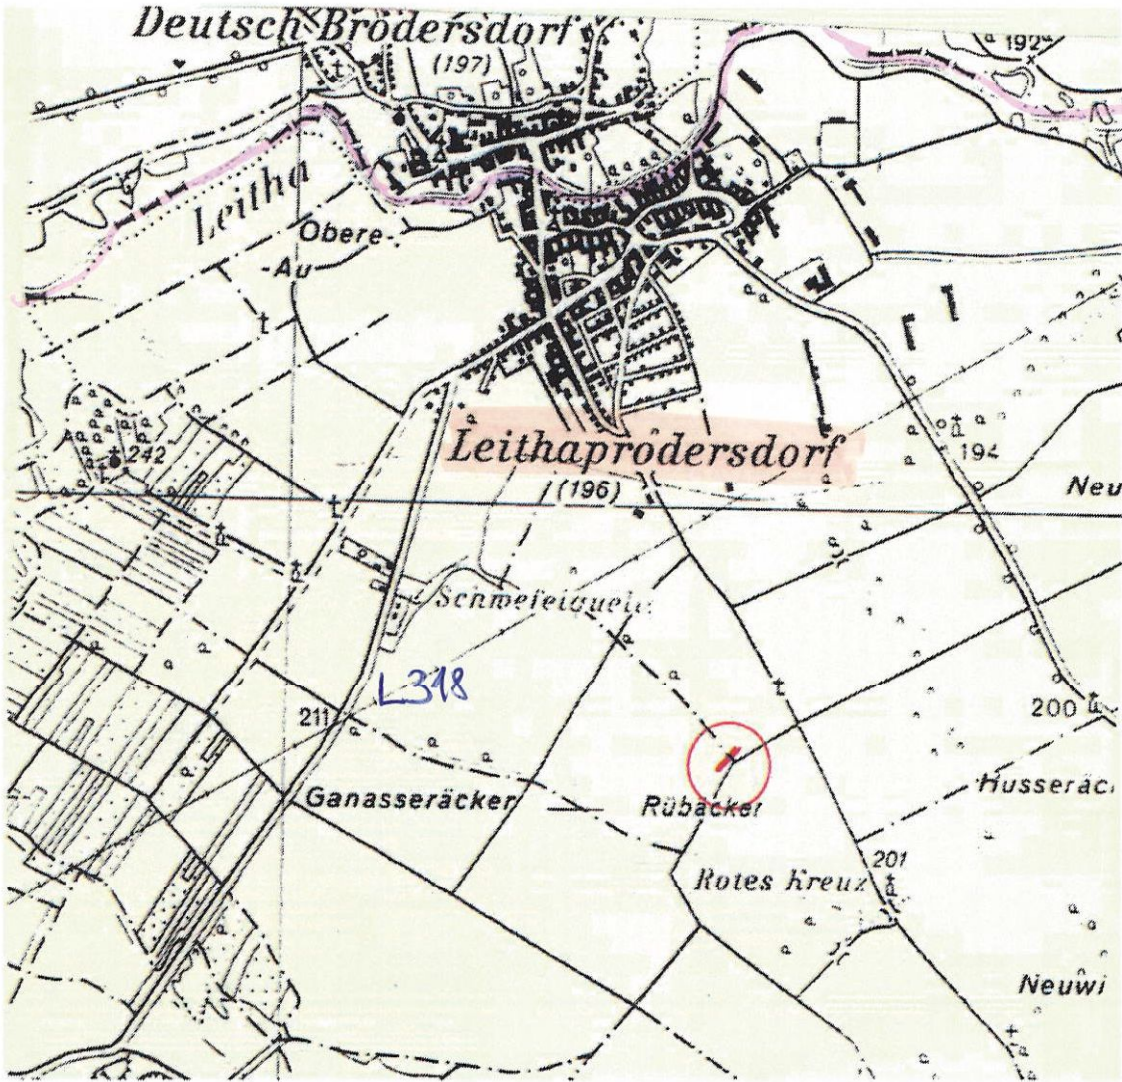 Deutsch Brodersdorf
(197)
192
Leitha
Obere-
-Au
242
Leithaprodersdorf
(196)
194
Neu
L318
211
200
Ganasseräcker
Rübäcker
Husseräc
201
Rotes Kreuz
Neuwi